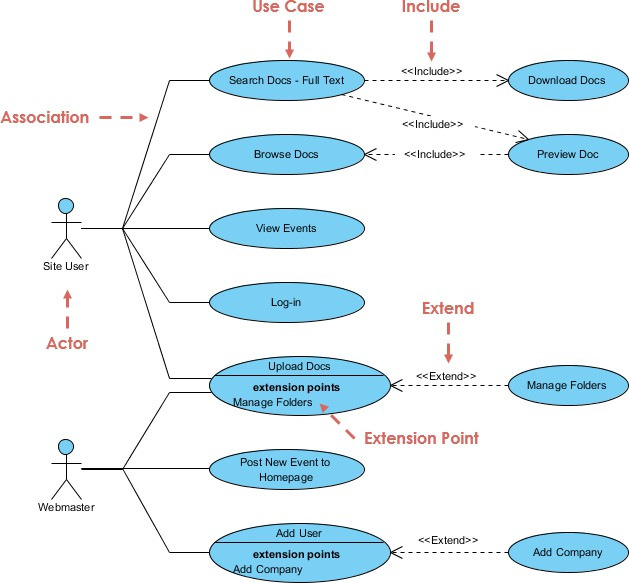 Use Case
Include
Search Docs - Full Text
<<Include>>
Download Docs
Association
<<Include>>
Browse Docs
<<Include>>
Preview Doc
View Events
Site User
Log-in
Extend
Actor
Upload Docs
extension points
Manage Folders
<<Extend>>
Manage Folders
Extension Point
Post New Event to
Homepage
Webmaster
Add User
extension points
Add Company
<<Extend>>
Add Company